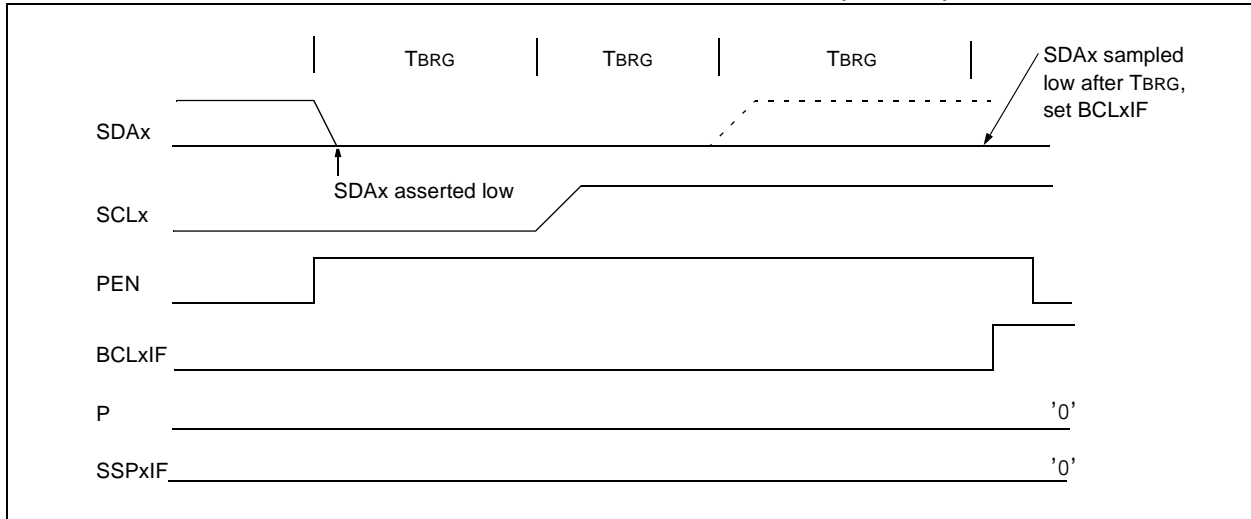 TBRG TBRG TBRG
SDAx sampled
low after TBRG,
set BCLxIF
SDAx
SDAx asserted low
SCLx
PEN
BCLxIF
P '0'
SSPxIF '0'